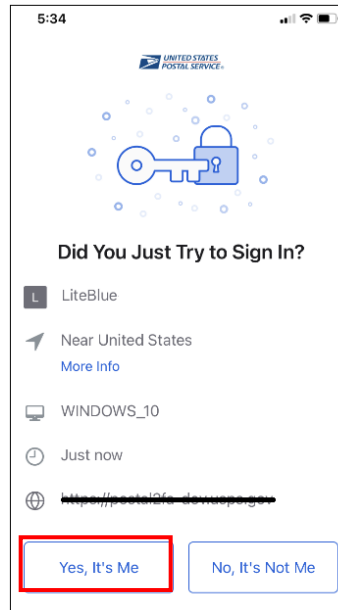 5:34
UNITED STATES
POSTAL SERVICE
Did You Just Try to Sign In?
L LiteBlue
Near United States
More Info
WINDOWS_10
Just now
Yes, It's Me
No, It's Not Me